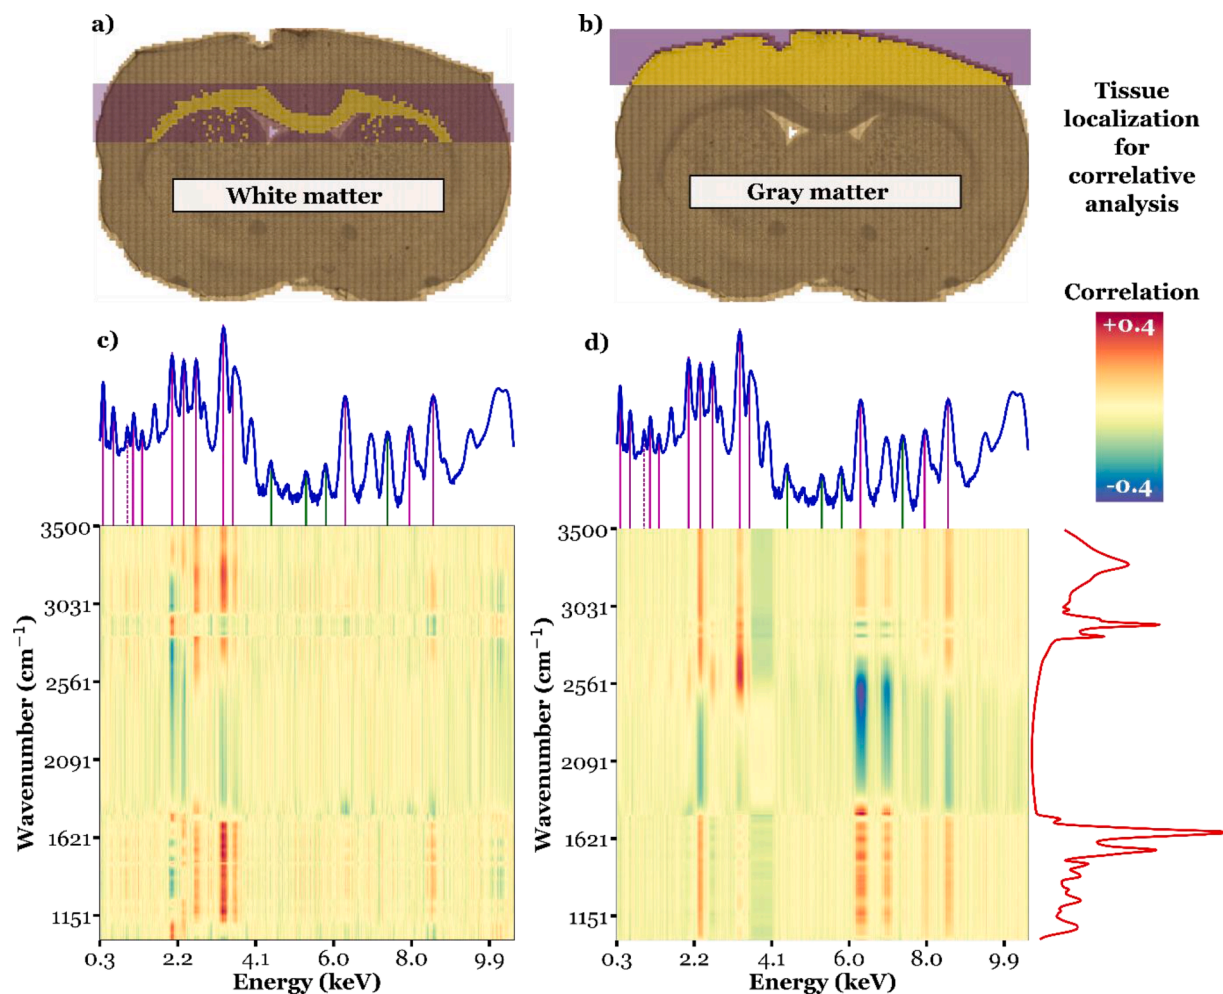 a)
b)
White matter
Gray matter
Tissue
localization
for
correlative
analysis
Correlation
+0.4
-0.4
c)
d)
3500
3031
2561
2091
1621
1151
Wavenumber (cm⁻¹)
0.3 2.2 4.1 6.0 8.0 9.9
Energy (keV)
3500
3031
2561
2091
1621
1151
Wavenumber (cm⁻¹)
0.3 2.2 4.1 6.0 8.0 9.9
Energy (keV)